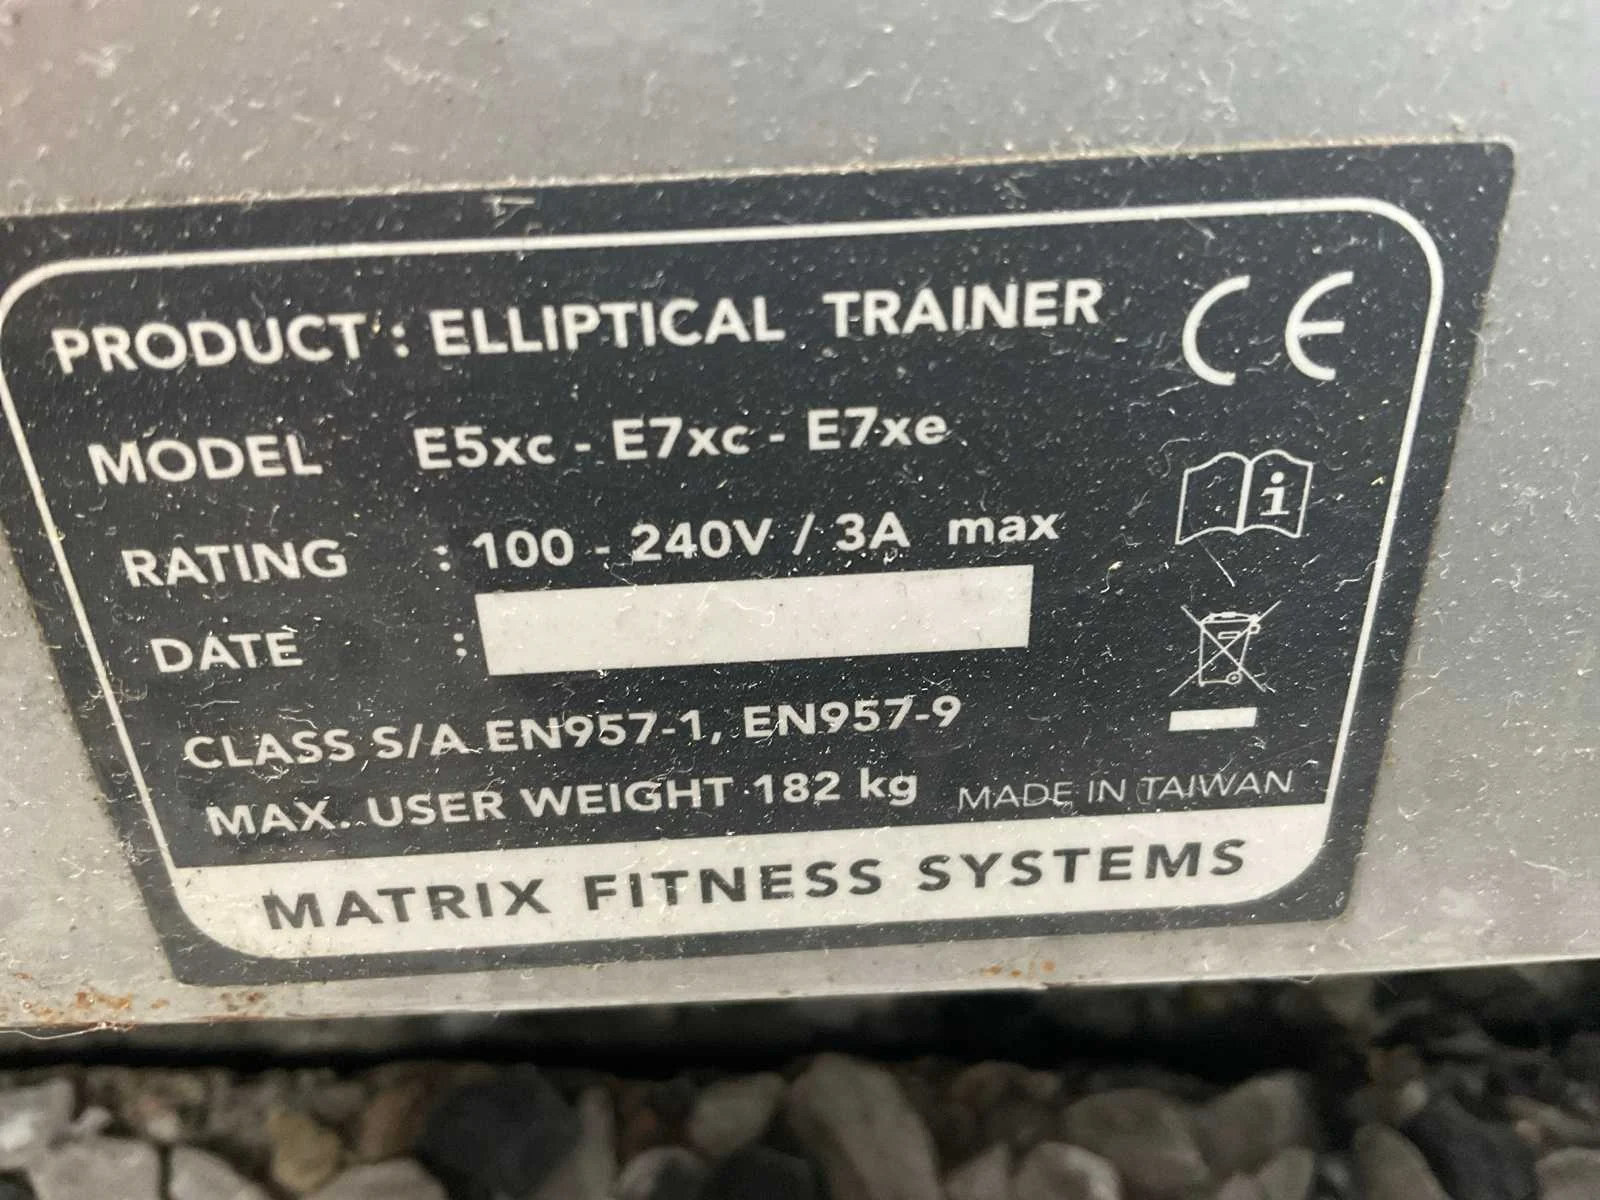 PRODUCT : ELLIPTICAL TRAINER
CE
MODEL E5xc - E7xc - E7xe
RATING : 100 - 240V / 3A max
i
DATE :
CLASS S/A EN957-1, EN957-9
MAX. USER WEIGHT 182 kg
MADE IN TAIWAN
MATRIX FITNESS SYSTEMS